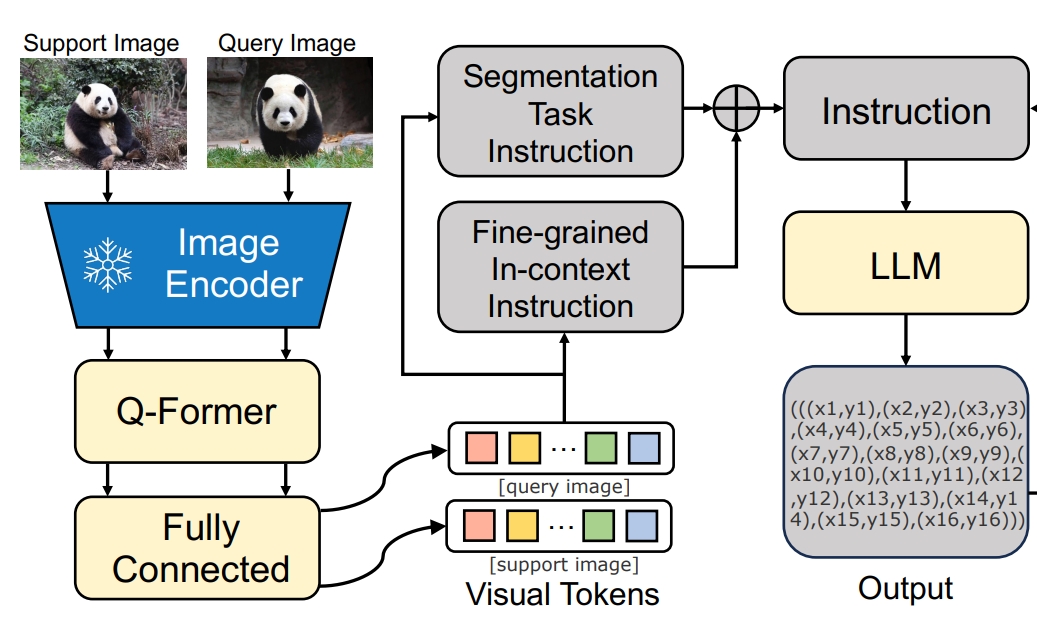 Support Image
Query Image
Image
Encoder
Q-Former
Fully
Connected
Segmentation
Task
Instruction
Fine-grained
In-context
Instruction
...
[query image]
...
[support image]
Visual Tokens
Instruction
LLM
(((x1,y1),(x2,y2),(x3,y3)
,(x4,y4),(x5,y5),(x6,y6),
(x7,y7),(x8,y8),(x9,y9),(
x10,y10),(x11,y11),(x12
,y12),(x13,y13),(x14,y1
4),(x15,y15),(x16,y16)))
Output